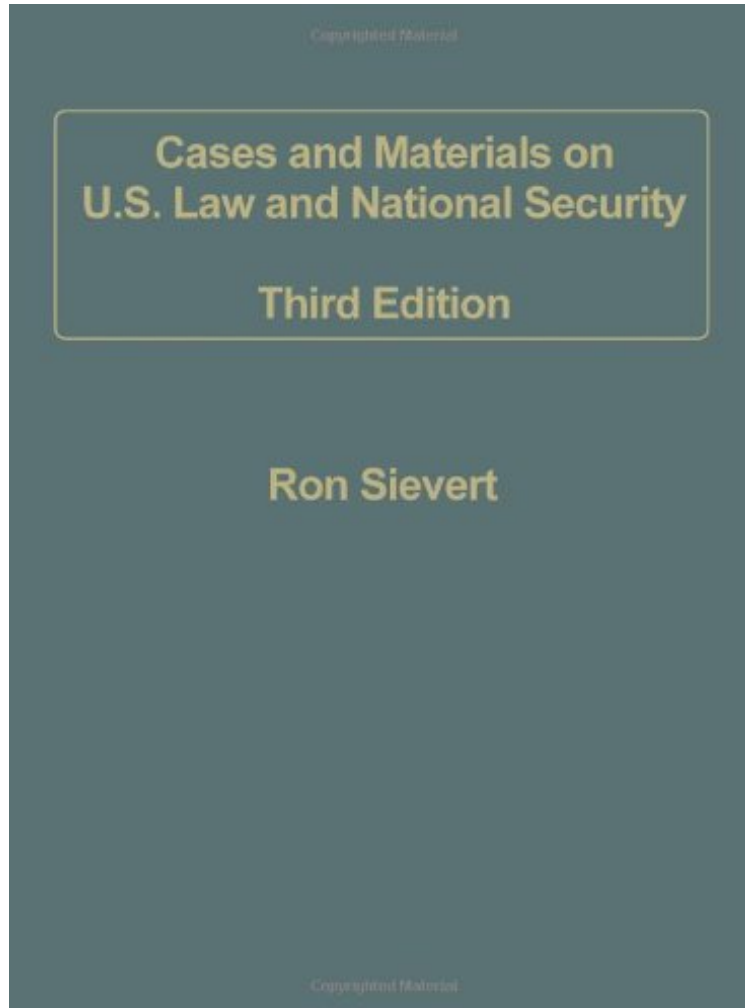 Copyrighted Material
Cases and Materials on
U.S. Law and National Security
Third Edition
Ron Sievert
Copyrighted Material